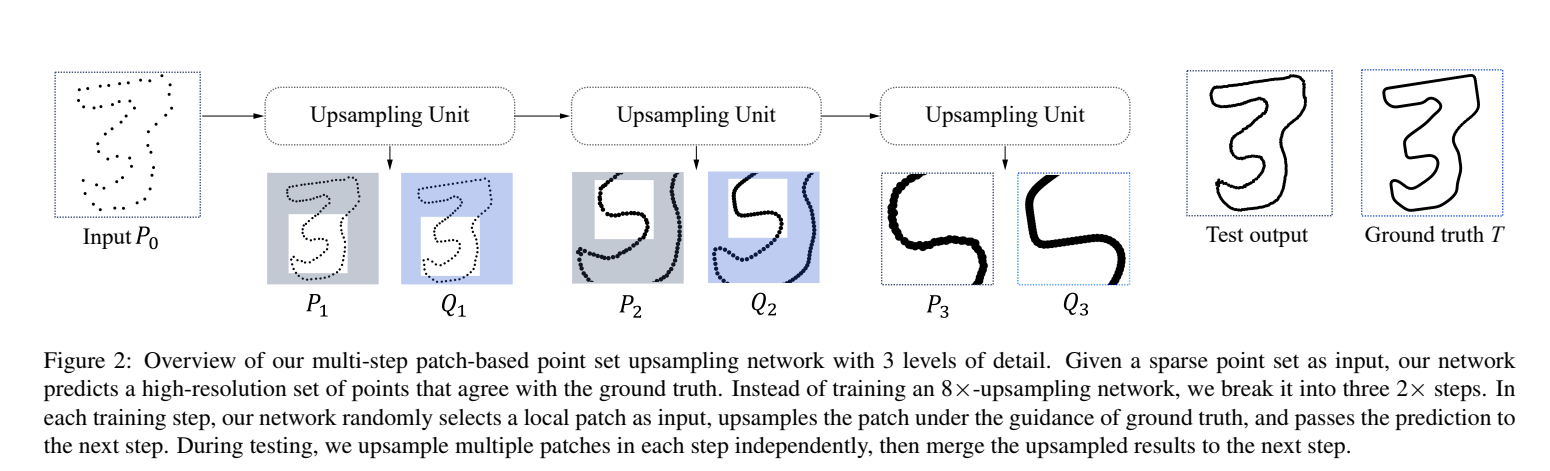 Input P0
Upsampling Unit
Upsampling Unit
Upsampling Unit
P1
Q1
P2
Q2
P3
Q3
Test output
Ground truth T
Figure 2: Overview of our multi-step patch-based point set upsampling network with 3 levels of detail. Given a sparse point set as input, our network
predicts a high-resolution set of points that agree with the ground truth. Instead of training an 8×-upsampling network, we break it into three 2× steps. In
each training step, our network randomly selects a local patch as input, upsamples the patch under the guidance of ground truth, and passes the prediction to
the next step. During testing, we upsample multiple patches in each step independently, then merge the upsampled results to the next step.